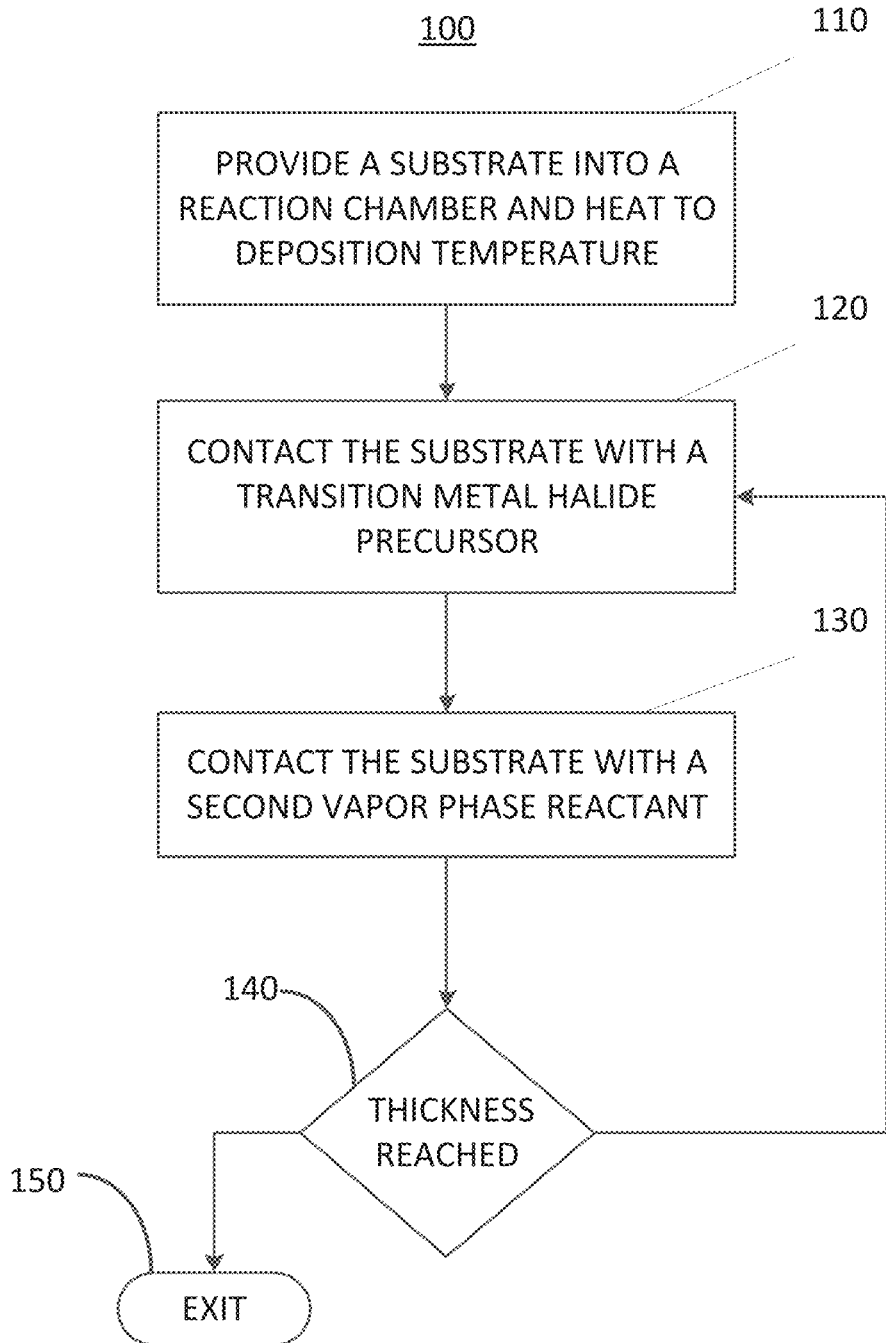 100
110
PROVIDE A SUBSTRATE INTO A
REACTION CHAMBER AND HEAT TO
DEPOSITION TEMPERATURE
120
CONTACT THE SUBSTRATE WITH A
TRANSITION METAL HALIDE
PRECURSOR
130
CONTACT THE SUBSTRATE WITH A
SECOND VAPOR PHASE REACTANT
140
THICKNESS
REACHED
150
EXIT